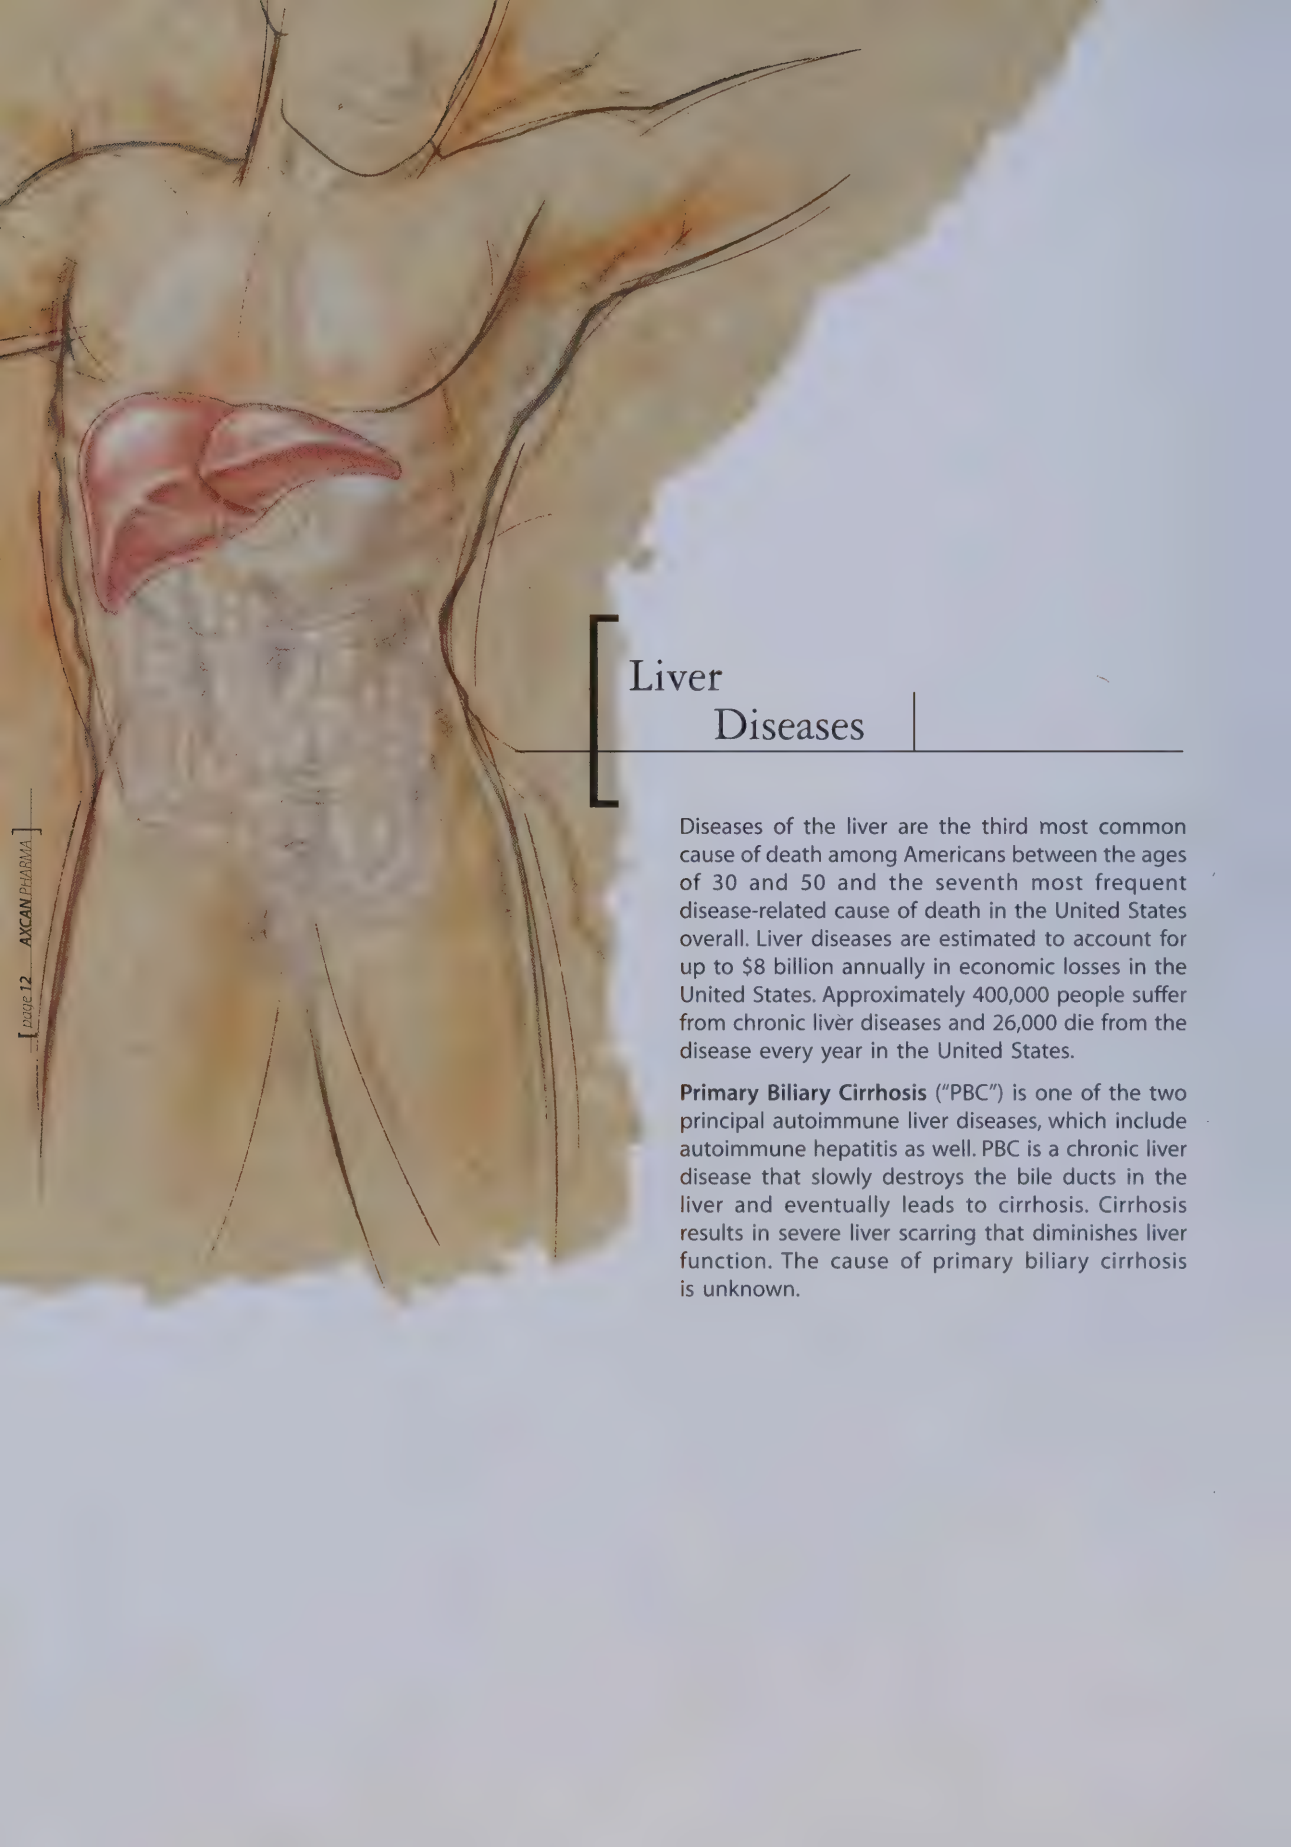 Liver
Diseases
Diseases of the liver are the third most common
cause of death among Americans between the ages
of 30 and 50 and the seventh most frequent
disease-related cause of death in the United States
overall. Liver diseases are estimated to account for
up to $8 billion annually in economic losses in the
United States. Approximately 400,000 people suffer
from chronic liver diseases and 26,000 die from the
disease every year in the United States.
Primary Biliary Cirrhosis (“PBC”) is one of the two
principal autoimmune liver diseases, which include
autoimmune hepatitis as well. PBC is a chronic liver
disease that slowly destroys the bile ducts in the
liver and eventually leads to cirrhosis. Cirrhosis
results in severe liver scarring that diminishes liver
function. The cause of primary biliary cirrhosis
is unknown.
[ page 12 AXCAN PHARMA ]